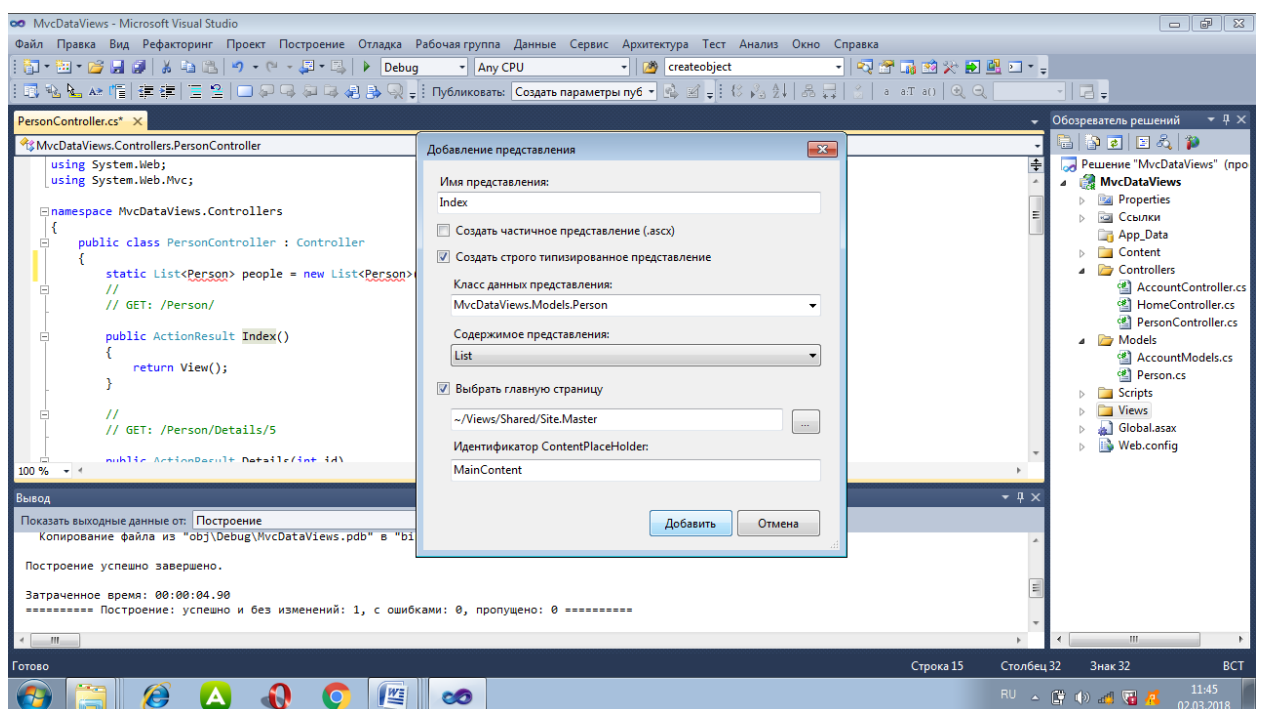 MvcDataViews - Microsoft Visual Studio
Файл Правка Вид Рефакторинг Проект Построение Отладка Рабочая группа Данные Сервис Архитектура Тест Анализ Окно Справка
Debug Any CPU createobject
Публиковать: Создать параметры пуб
PersonController.cs*
MvcDataViews.Controllers.PersonController
using System.Web;
using System.Web.Mvc;
namespace MvcDataViews.Controllers
{
public class PersonController : Controller
{
static List<Person> people = new List<Person>
//
// GET: /Person/
public ActionResult Index()
{
return View();
}
//
// GET: /Person/Details/5
public ActionResult Details(int id)
100 %
Добавление представления
Имя представления:
Index
Создать частичное представление (.ascx)
Создать строго типизированное представление
Класс данных представления:
MvcDataViews.Models.Person
Содержимое представления:
List
Выбрать главную страницу
~/Views/Shared/Site.Master
...
Идентификатор ContentPlaceHolder:
MainContent
Добавить Отмена
Обозреватель решений
Решение "MvcDataViews" (про
MvcDataViews
Properties
Ссылки
App_Data
Content
Controllers
AccountController.cs
HomeController.cs
PersonController.cs
Models
AccountModels.cs
Person.cs
Scripts
Views
Global.asax
Web.config
Вывод
Показать выходные данные от: Построение
Копирование файла из "obj\Debug\MvcDataViews.pdb" в "bi
Построение успешно завершено.
Затраченное время: 00:00:04.90
========== Построение: успешно и без изменений: 1, с ошибками: 0, пропущено: 0 ==========
Готово Строка 15 Столбец 32 Знак 32 ВСТ
RU 11:45
02.03.2018